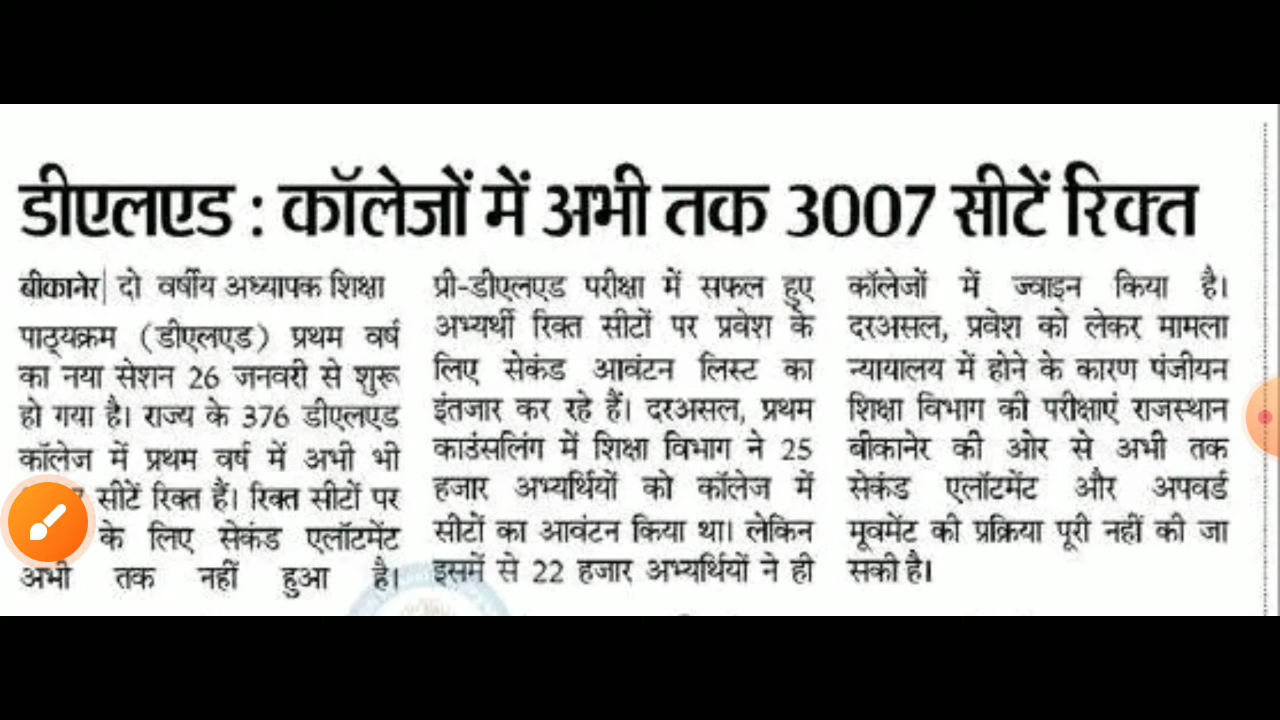 डीएलएड : कॉलेजों में अभी तक 3007 सीटें रिक्त
बीकानेर| दो वर्षीय अध्यापक शिक्षा
पाठ्यक्रम (डीएलएड) प्रथम वर्ष
का नया सेशन 26 जनवरी से शुरू
हो गया है। राज्य के 376 डीएलएड
कॉलेज में प्रथम वर्ष में अभी भी
सीटें रिक्त हैं। रिक्त सीटों पर
के लिए सेकंड एलॉटमेंट
अभी तक नहीं हुआ है।
प्री-डीएलएड परीक्षा में सफल हुए
अभ्यर्थी रिक्त सीटों पर प्रवेश के
लिए सेकंड आवंटन लिस्ट का
इंतजार कर रहे हैं। दरअसल, प्रथम
काउंसलिंग में शिक्षा विभाग ने 25
हजार अभ्यर्थियों को कॉलेज में
सीटों का आवंटन किया था। लेकिन
इसमें से 22 हजार अभ्यर्थियों ने ही
कॉलेजों में ज्वाइन किया है।
दरअसल, प्रवेश को लेकर मामला
न्यायालय में होने के कारण पंजीयन
शिक्षा विभाग की परीक्षाएं राजस्थान
बीकानेर की ओर से अभी तक
सेकंड एलॉटमेंट और अपवर्ड
मूवमेंट की प्रक्रिया पूरी नहीं की जा
सकी है।